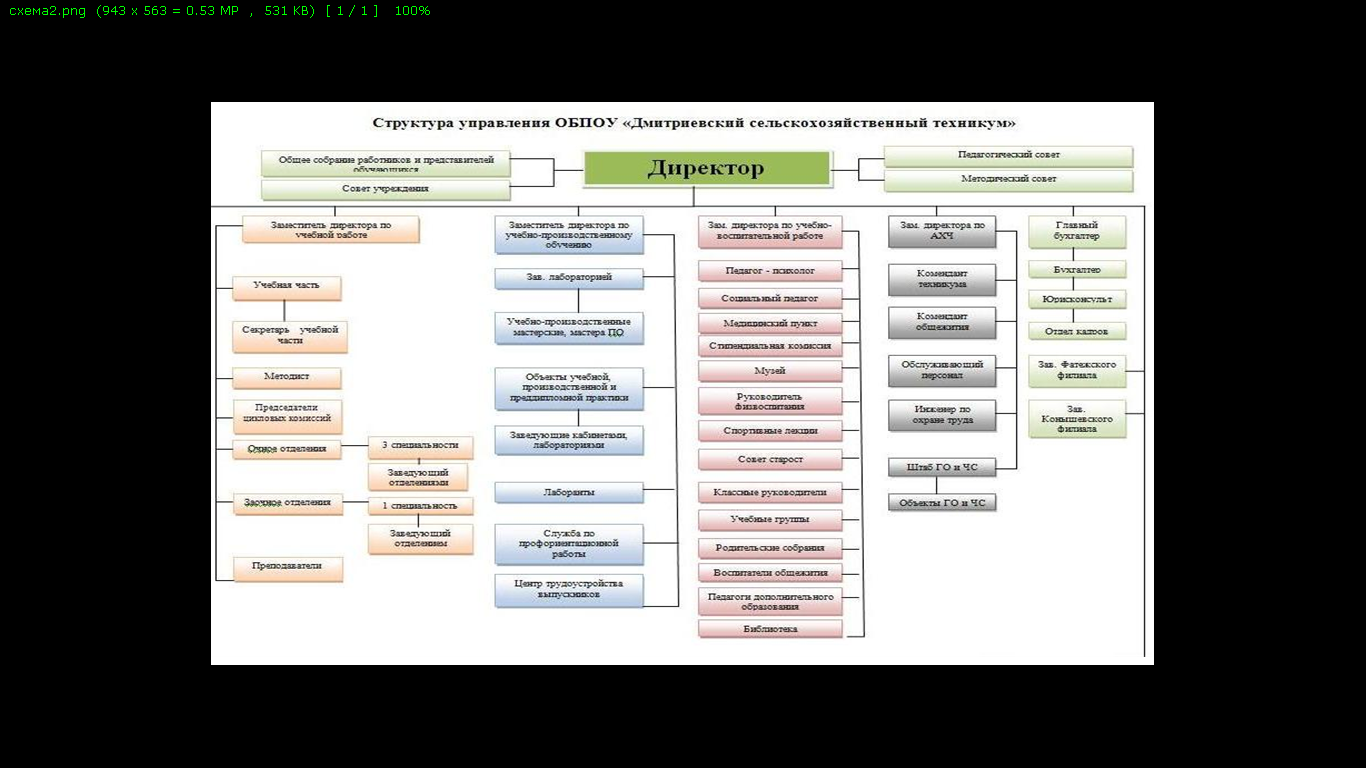 схема2.png (943 x 563 = 0.53 MP , 531 KB) [ 1 / 1 ] 100%
Структура управления ОБПОУ «Дмитриевский сельскохозяйственный техникум»
Общее собрание работников и представителей
обучающихся
Совет учреждения
Директор
Педагогический совет
Методический совет
Заместитель директора по
учебной работе
Учебная часть
Секретарь учебной
части
Методист
Председатели
цикловых комиссий
Очное отделения
3 специальности
Заведующий
отделениями
Заочное отделения
1 специальность
Заведующий
отделением
Преподаватели
Заместитель директора по
учебно-производственному
обучению
Зав. лабораторией
Учебно-производственные
мастерские, мастера ПО
Объекты учебной,
производственной и
преддипломной практики
Заведующие кабинетами,
лабораториями
Лаборанты
Служба по
профориентационной
работы
Центр трудоустройства
выпускников
Зам. директора по учебно-
воспитательной работе
Педагог - психолог
Социальный педагог
Медицинский пункт
Стипендиальная комиссия
Музей
Руководитель
физвоспитания
Спортивные лекции
Совет старост
Классные руководители
Учебные группы
Родительские собрания
Воспитатели общежития
Педагоги дополнительного
образования
Библиотека
Зам. директора по
АХЧ
Комендант
техникума
Комендант
общежития
Обслуживающий
персонал
Инженер по
охране труда
Штаб ГО и ЧС
Объекты ГО и ЧС
Главный
бухгалтер
Бухгалтер
Юрисконсульт
Отдел кадров
Зав. Фатежского
филиала
Зав.
Конышевского
филиала